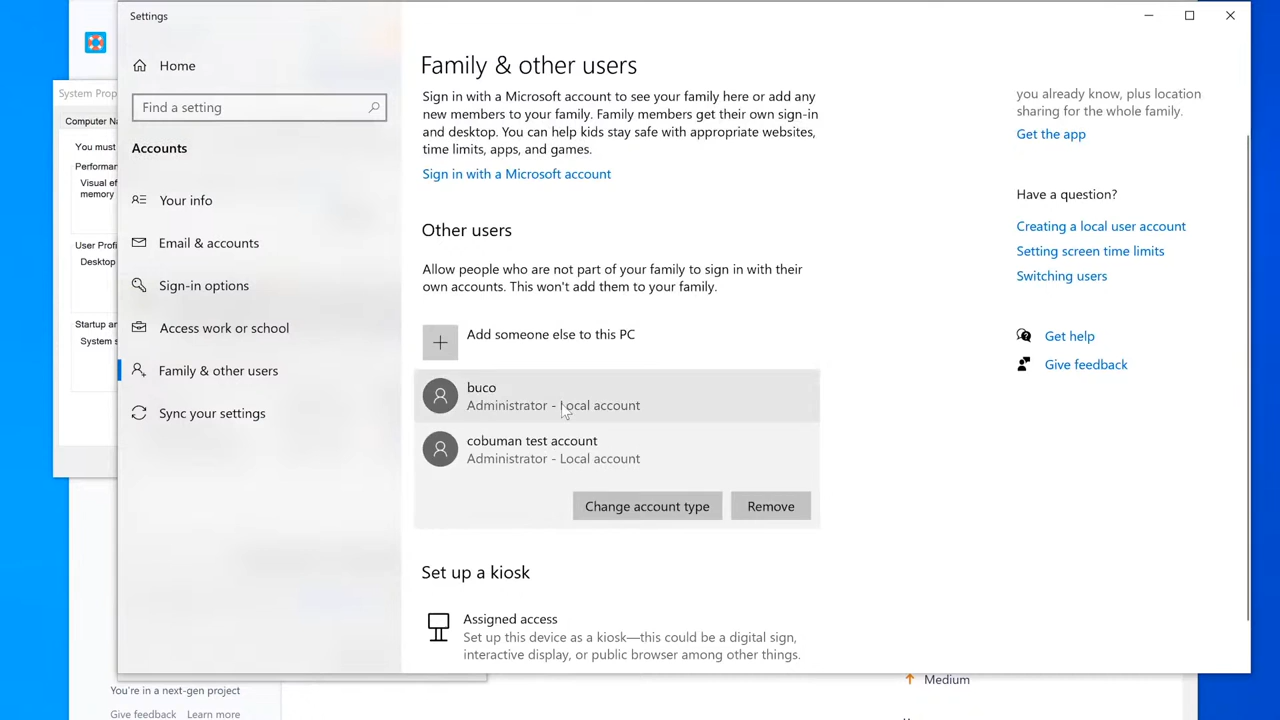 Settings
Home
Find a setting
Accounts
Your info
Email & accounts
Sign-in options
Access work or school
Family & other users
Sync your settings
Family & other users
Sign in with a Microsoft account to see your family here or add any
new members to your family. Family members get their own sign-in
and desktop. You can help kids stay safe with appropriate websites,
time limits, apps, and games.
Sign in with a Microsoft account
Other users
Allow people who are not part of your family to sign in with their
own accounts. This won't add them to your family.
Add someone else to this PC
buco
Administrator - Local account
cobuman test account
Administrator - Local account
Change account type
Remove
Set up a kiosk
Assigned access
Set up this device as a kiosk—this could be a digital sign,
interactive display, or public browser among other things.
you already know, plus location
sharing for the whole family.
Get the app
Have a question?
Creating a local user account
Setting screen time limits
Switching users
Get help
Give feedback
System Prop
Computer Na
You must
Performan
Visual ef
memory
User Profi
Desktop
Startup an
System s
You're in a next-gen project
Give feedback Learn more
Medium